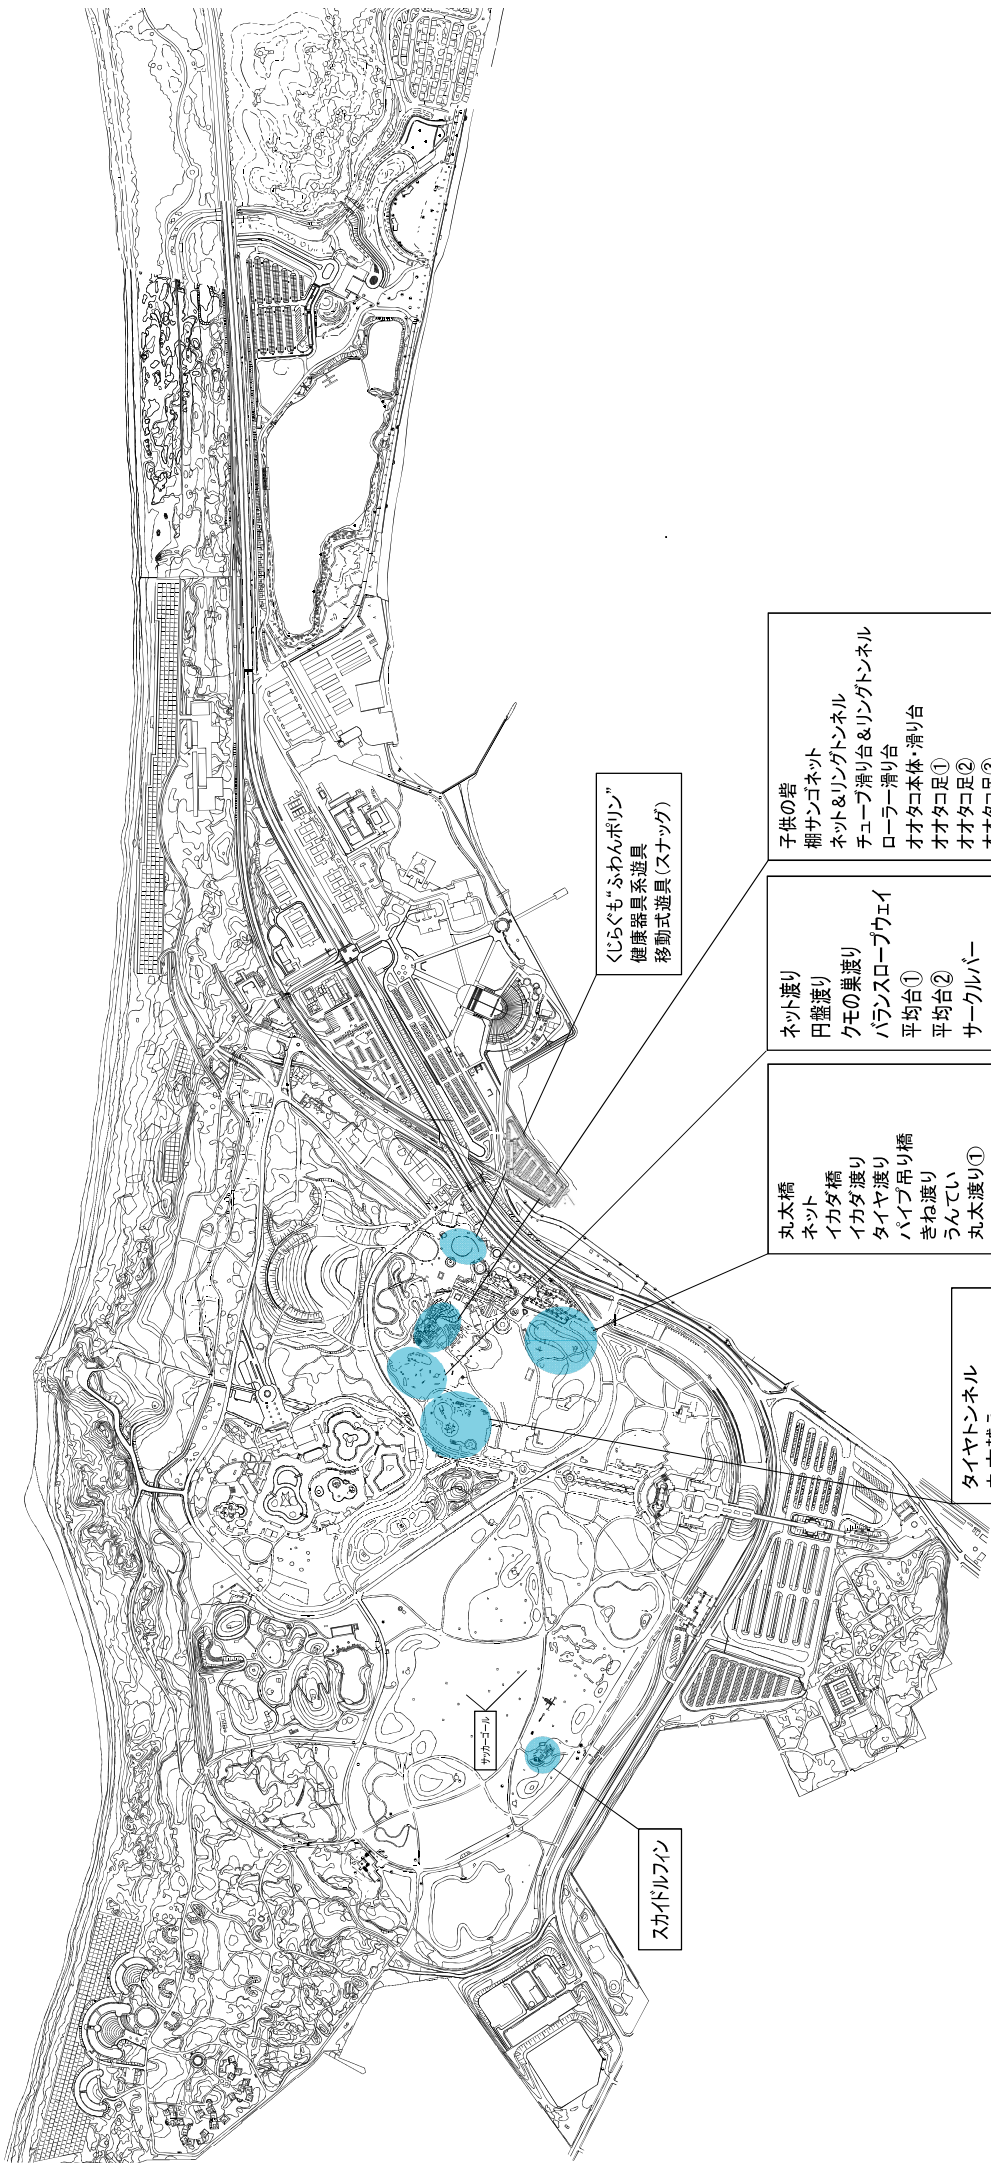 くじらぐも“ふわんポリン”
健康器具系遊具
移動式遊具(スナッグ)
子供の砦
棚サンゴネット
ネット&リングトンネル
チューブ滑り台&リングトンネル
ローラー滑り台
オオタコ本体・滑り台
オオタコ足①
オオタコ足②
オオタコ足③
ネット渡り
円盤渡り
クモの巣渡り
バランスロープウェイ
平均台①
平均台②
サークルバー
丸太橋
ネット
イカダ橋
イカダ渡り
タイヤ渡り
パイプ吊り橋
きね渡り
うんてい
丸太渡り①
タイヤトンネル
サッカーゴール
スカイドルフィン